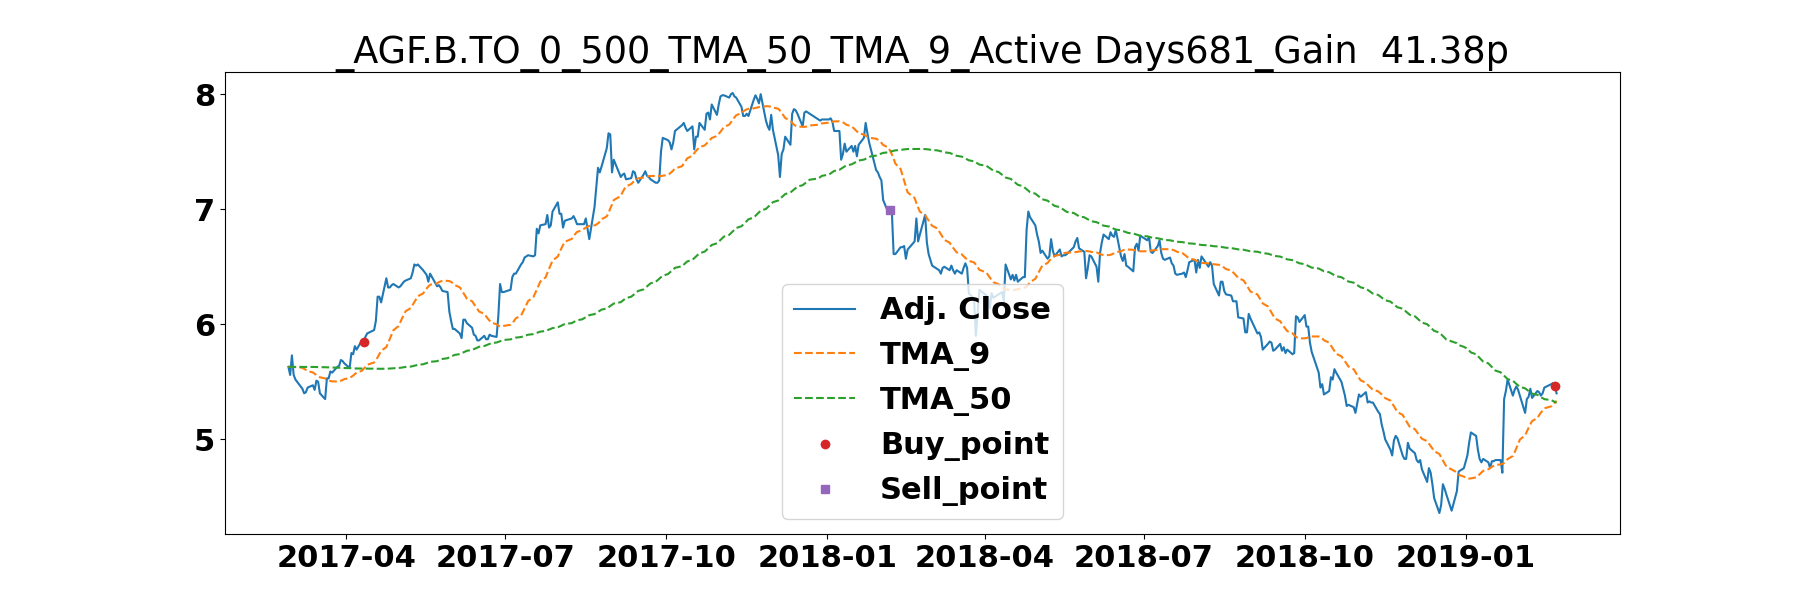 _AGF.B.TO_0_500_TMA_50_TMA_9_Active Days681_Gain  41.38p
8
7
6
5
Adj. Close
TMA_9
TMA_50
Buy_point
Sell_point
2017-04 2017-07 2017-10 2018-01 2018-04 2018-07 2018-10 2019-01